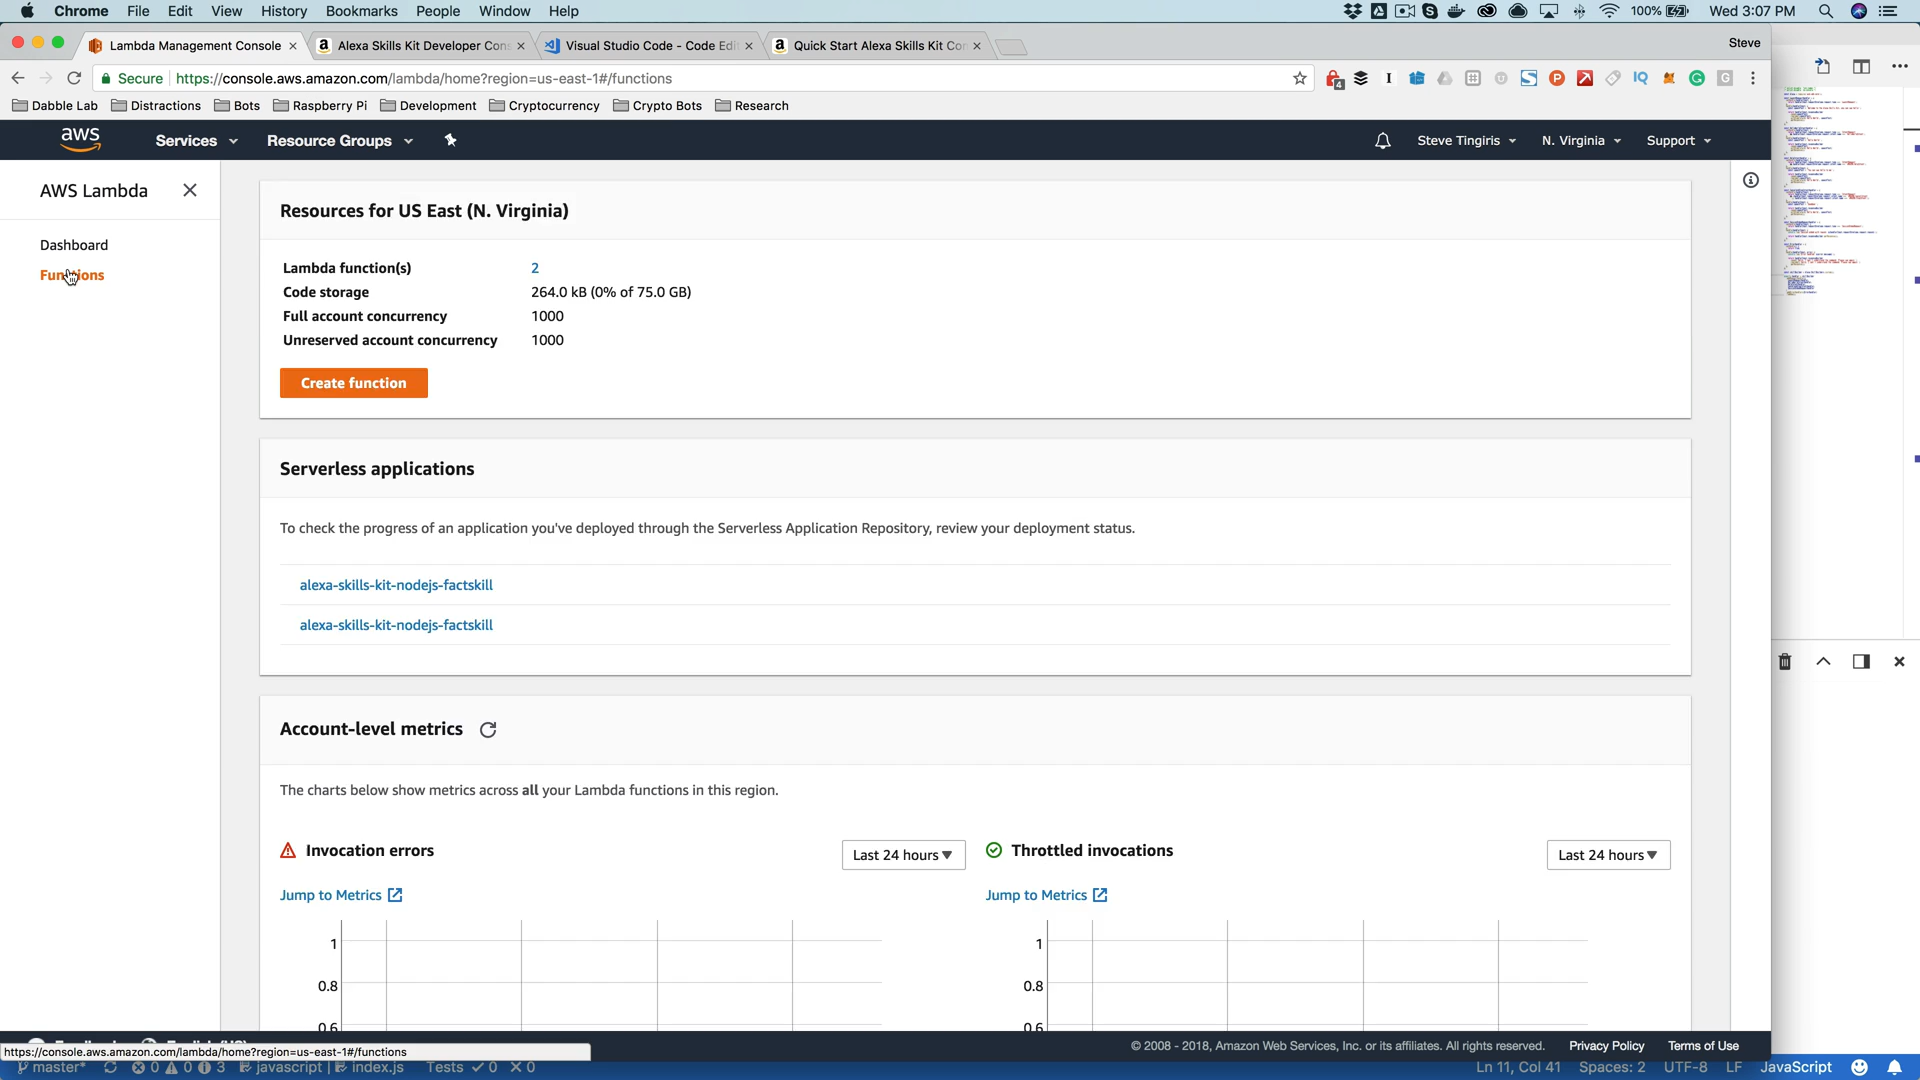 Chrome File Edit View History Bookmarks People Window Help 100% Wed 3:07 PM
Lambda Management Console Alexa Skills Kit Developer Con Visual Studio Code - Code Edit Quick Start Alexa Skills Kit Co Steve
Secure https://console.aws.amazon.com/lambda/home?region=us-east-1#/functions
Dabble Lab Distractions Bots Raspberry Pi Development Cryptocurrency Crypto Bots Research
aws Services Resource Groups Steve Tingiris N. Virginia Support
AWS Lambda
Dashboard
Functions
Resources for US East (N. Virginia)
Lambda function(s) 2
Code storage 264.0 kB (0% of 75.0 GB)
Full account concurrency 1000
Unreserved account concurrency 1000
Create function
Serverless applications
To check the progress of an application you've deployed through the Serverless Application Repository, review your deployment status.
alexa-skills-kit-nodejs-factskill
alexa-skills-kit-nodejs-factskill
Account-level metrics
The charts below show metrics across all your Lambda functions in this region.
Invocation errors Last 24 hours Throttled invocations Last 24 hours
Jump to Metrics Jump to Metrics
1 1
0.8 0.8
0.6 0.6
© 2008 - 2018, Amazon Web Services, Inc. or its affiliates. All rights reserved. Privacy Policy Terms of Use
https://console.aws.amazon.com/lambda/home?region=us-east-1#/functions
master* 0 0 3 javascript | index.js Tests 0 0 Ln 11, Col 41 Spaces: 2 UTF-8 LF JavaScript